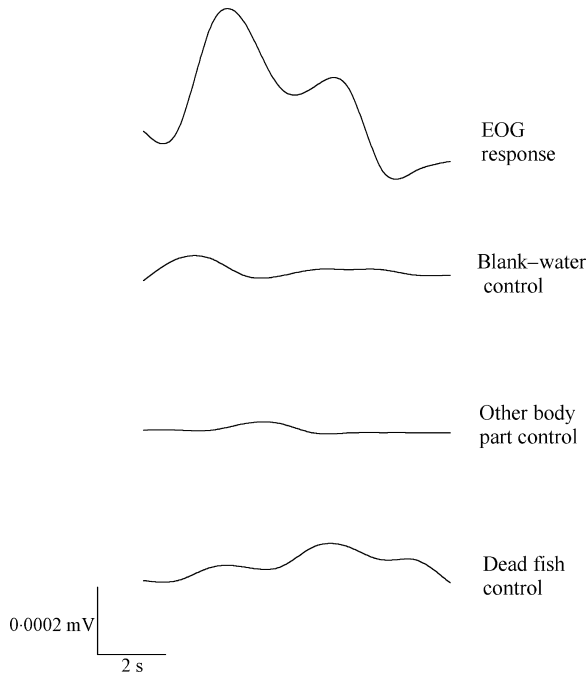 EOG
response
Blank–water
control
Other body
part control
Dead fish
control
0·0002 mV
2 s